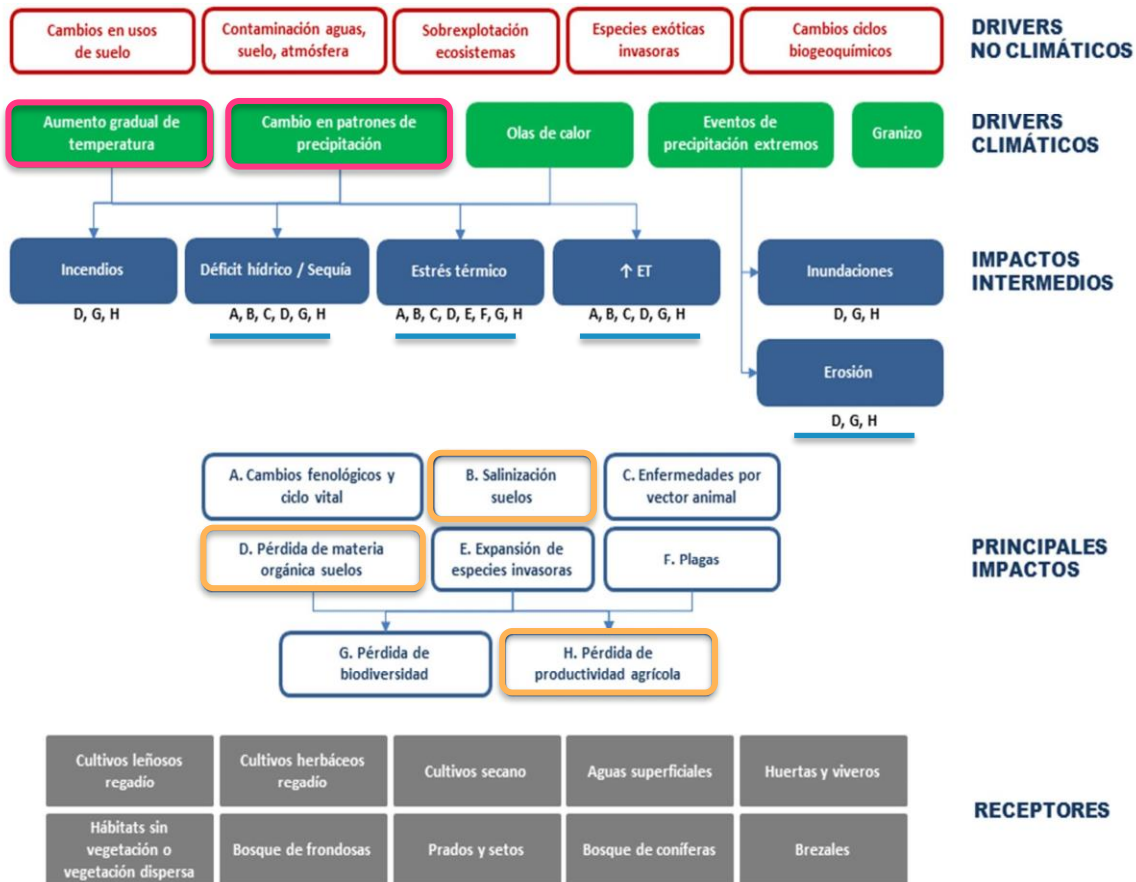 Cambios en usos
de suelo
Contaminación aguas,
suelo, atmósfera
Sobrexplotación
ecosistemas
Especies exóticas
invasoras
Cambios ciclos
biogeoquímicos
DRIVERS
NO CLIMÁTICOS
Aumento gradual de
temperatura
Cambio en patrones de
precipitación
Olas de calor
Eventos de
precipitación extremos
Granizo
DRIVERS
CLIMÁTICOS
Incendios
Déficit hídrico / Sequía
Estrés térmico
↑ ET
Inundaciones
IMPACTOS
INTERMEDIOS
D, G, H
A, B, C, D, G, H
A, B, C, D, E, F, G, H
A, B, C, D, G, H
D, G, H
Erosión
D, G, H
A. Cambios fenológicos y
ciclo vital
B. Salinización
suelos
C. Enfermedades por
vector animal
D. Pérdida de materia
orgánica suelos
E. Expansión de
especies invasoras
F. Plagas
PRINCIPALES
IMPACTOS
G. Pérdida de
biodiversidad
H. Pérdida de
productividad agrícola
Cultivos leñosos
regadío
Cultivos herbáceos
regadío
Cultivos secano
Aguas superficiales
Huertas y viveros
RECEPTORES
Hábitats sin
vegetación o
vegetación dispersa
Bosque de frondosas
Prados y setos
Bosque de coníferas
Brezales